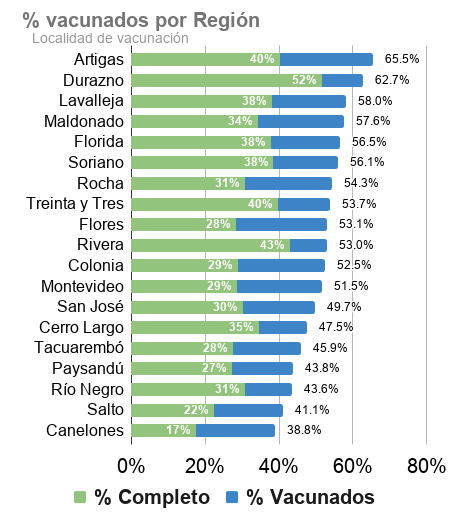 % vacunados por Región
Localidad de vacunación
Artigas 40% 65.5%
Durazno 52% 62.7%
Lavalleja 38% 58.0%
Maldonado 34% 57.6%
Florida 38% 56.5%
Soriano 38% 56.1%
Rocha 31% 54.3%
Treinta y Tres 40% 53.7%
Flores 28% 53.1%
Rivera 43% 53.0%
Colonia 29% 52.5%
Montevideo 29% 51.5%
San José 30% 49.7%
Cerro Largo 35% 47.5%
Tacuarembó 28% 45.9%
Paysandú 27% 43.8%
Río Negro 31% 43.6%
Salto 22% 41.1%
Canelones 17% 38.8%
0% 20% 40% 60% 80%
% Completo % Vacunados